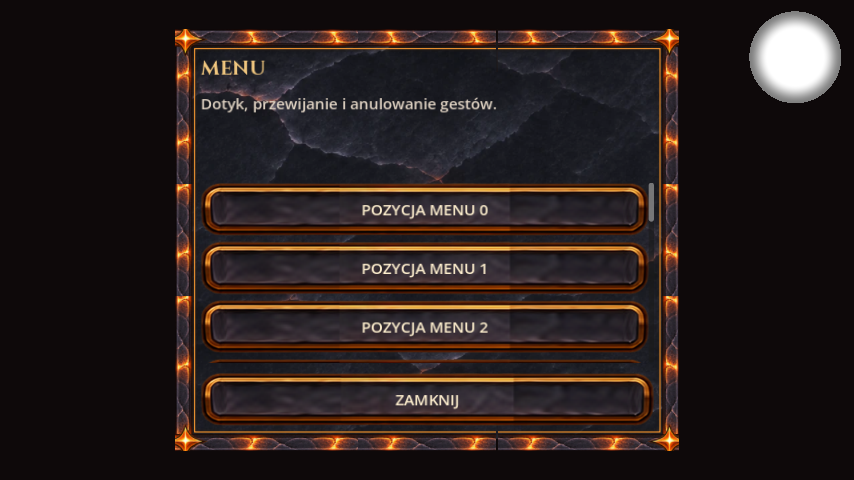 MENU
Dotyk, przewijanie i anulowanie gestów.
POZYCJA MENU 0
POZYCJA MENU 1
POZYCJA MENU 2
ZAMKNIJ